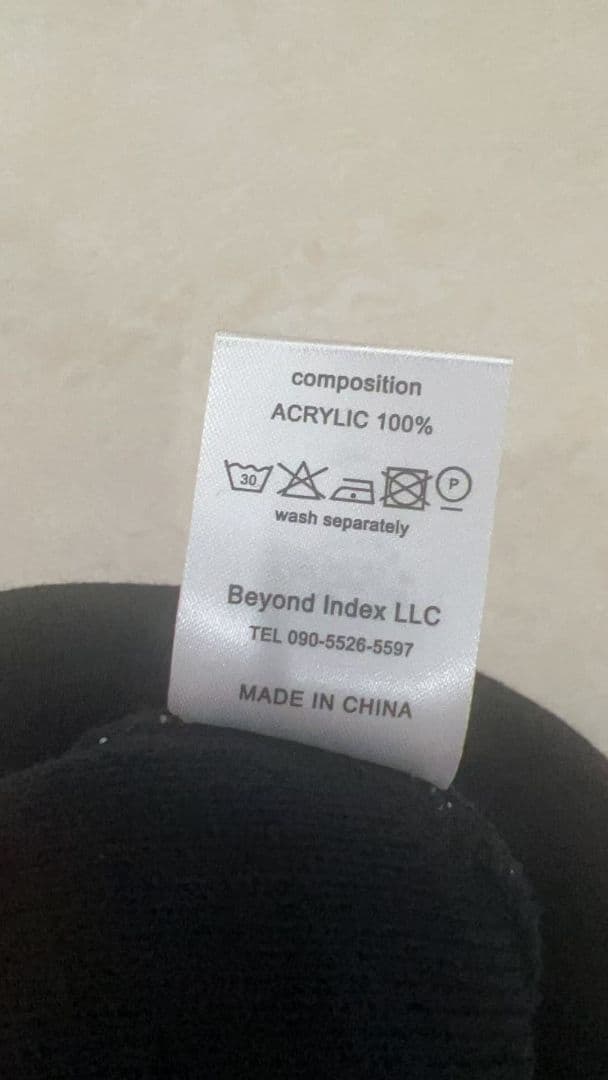 composition
ACRYLIC 100%
30 P
wash separately
Beyond Index LLC
TEL 090-5526-5597
MADE IN CHINA